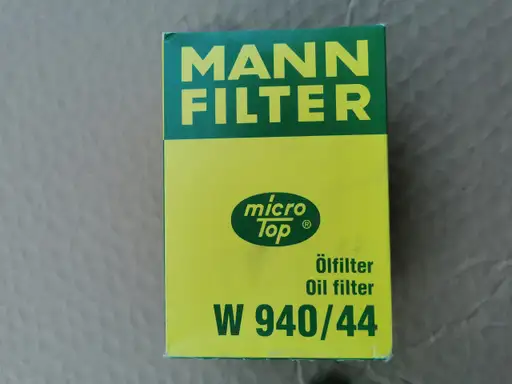 MANN
FILTER
micro
Top ®
Ölfilter
Oil filter
W 940/44